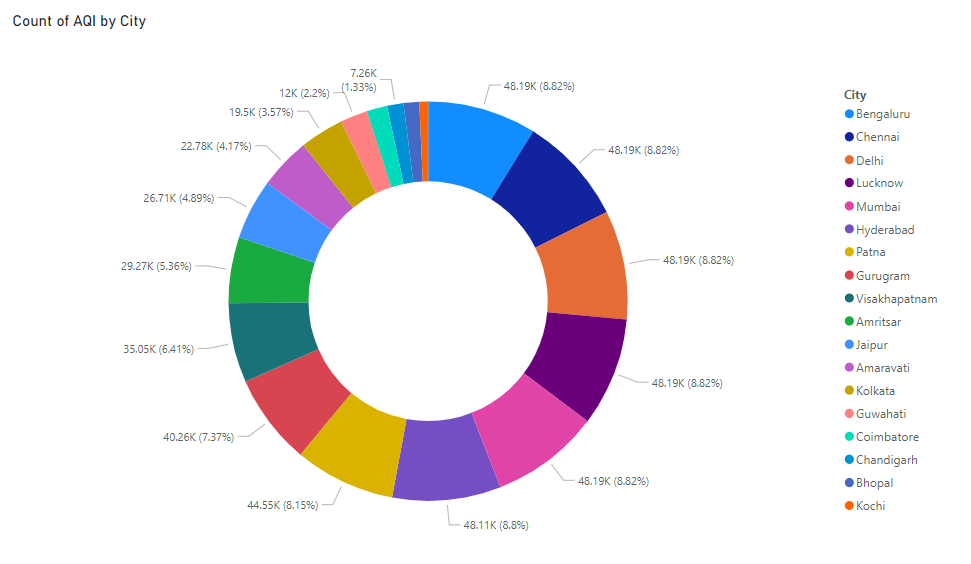 Count of AQI by City
48.19K (8.82%)
48.19K (8.82%)
48.19K (8.82%)
48.19K (8.82%)
48.19K (8.82%)
48.11K (8.8%)
44.55K (8.15%)
40.26K (7.37%)
35.05K (6.41%)
29.27K (5.36%)
26.71K (4.89%)
22.78K (4.17%)
19.5K (3.57%)
12K (2.2%)
7.26K
(1.33%)
City
Bengaluru
Chennai
Delhi
Lucknow
Mumbai
Hyderabad
Patna
Gurugram
Visakhapatnam
Amritsar
Jaipur
Amaravati
Kolkata
Guwahati
Coimbatore
Chandigarh
Bhopal
Kochi